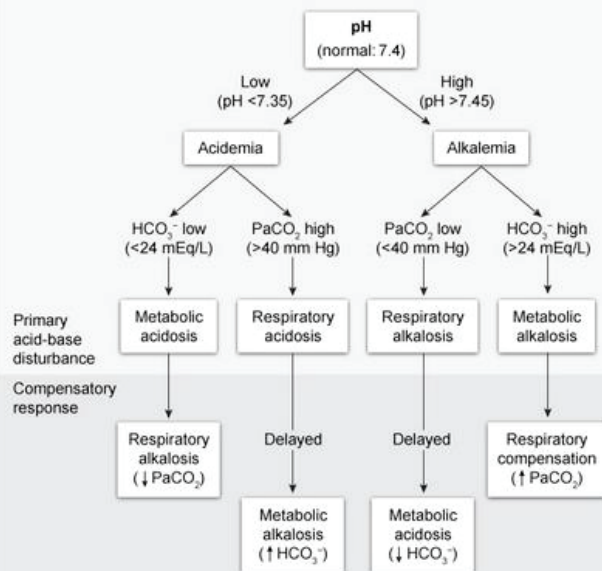 pH
(normal: 7.4)
Low
(pH <7.35)
High
(pH >7.45)
Acidemia
Alkalemia
HCO₃⁻ low
(<24 mEq/L)
PaCO₂ high
(>40 mm Hg)
PaCO₂ low
(<40 mm Hg)
HCO₃⁻ high
(>24 mEq/L)
Primary
acid-base
disturbance
Metabolic
acidosis
Respiratory
acidosis
Respiratory
alkalosis
Metabolic
alkalosis
Compensatory
response
Respiratory
alkalosis
(↓PaCO₂)
Delayed
Delayed
Respiratory
compensation
(↑PaCO₂)
Metabolic
alkalosis
(↑HCO₃⁻)
Metabolic
acidosis
(↓HCO₃⁻)